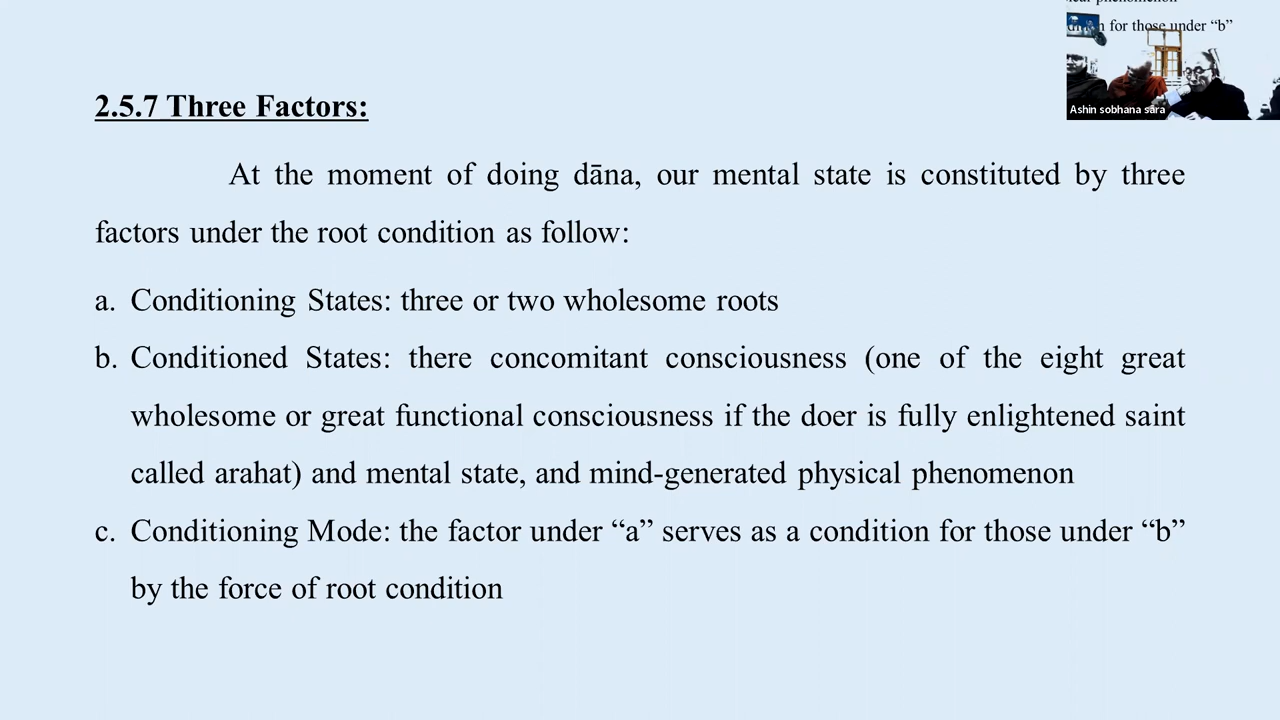 for those under “b”
Ashin sobhana sara
2.5.7 Three Factors:
At the moment of doing dāna, our mental state is constituted by three
factors under the root condition as follow:
a. Conditioning States: three or two wholesome roots
b. Conditioned States: there concomitant consciousness (one of the eight great
wholesome or great functional consciousness if the doer is fully enlightened saint
called arahat) and mental state, and mind-generated physical phenomenon
c. Conditioning Mode: the factor under “a” serves as a condition for those under “b”
by the force of root condition